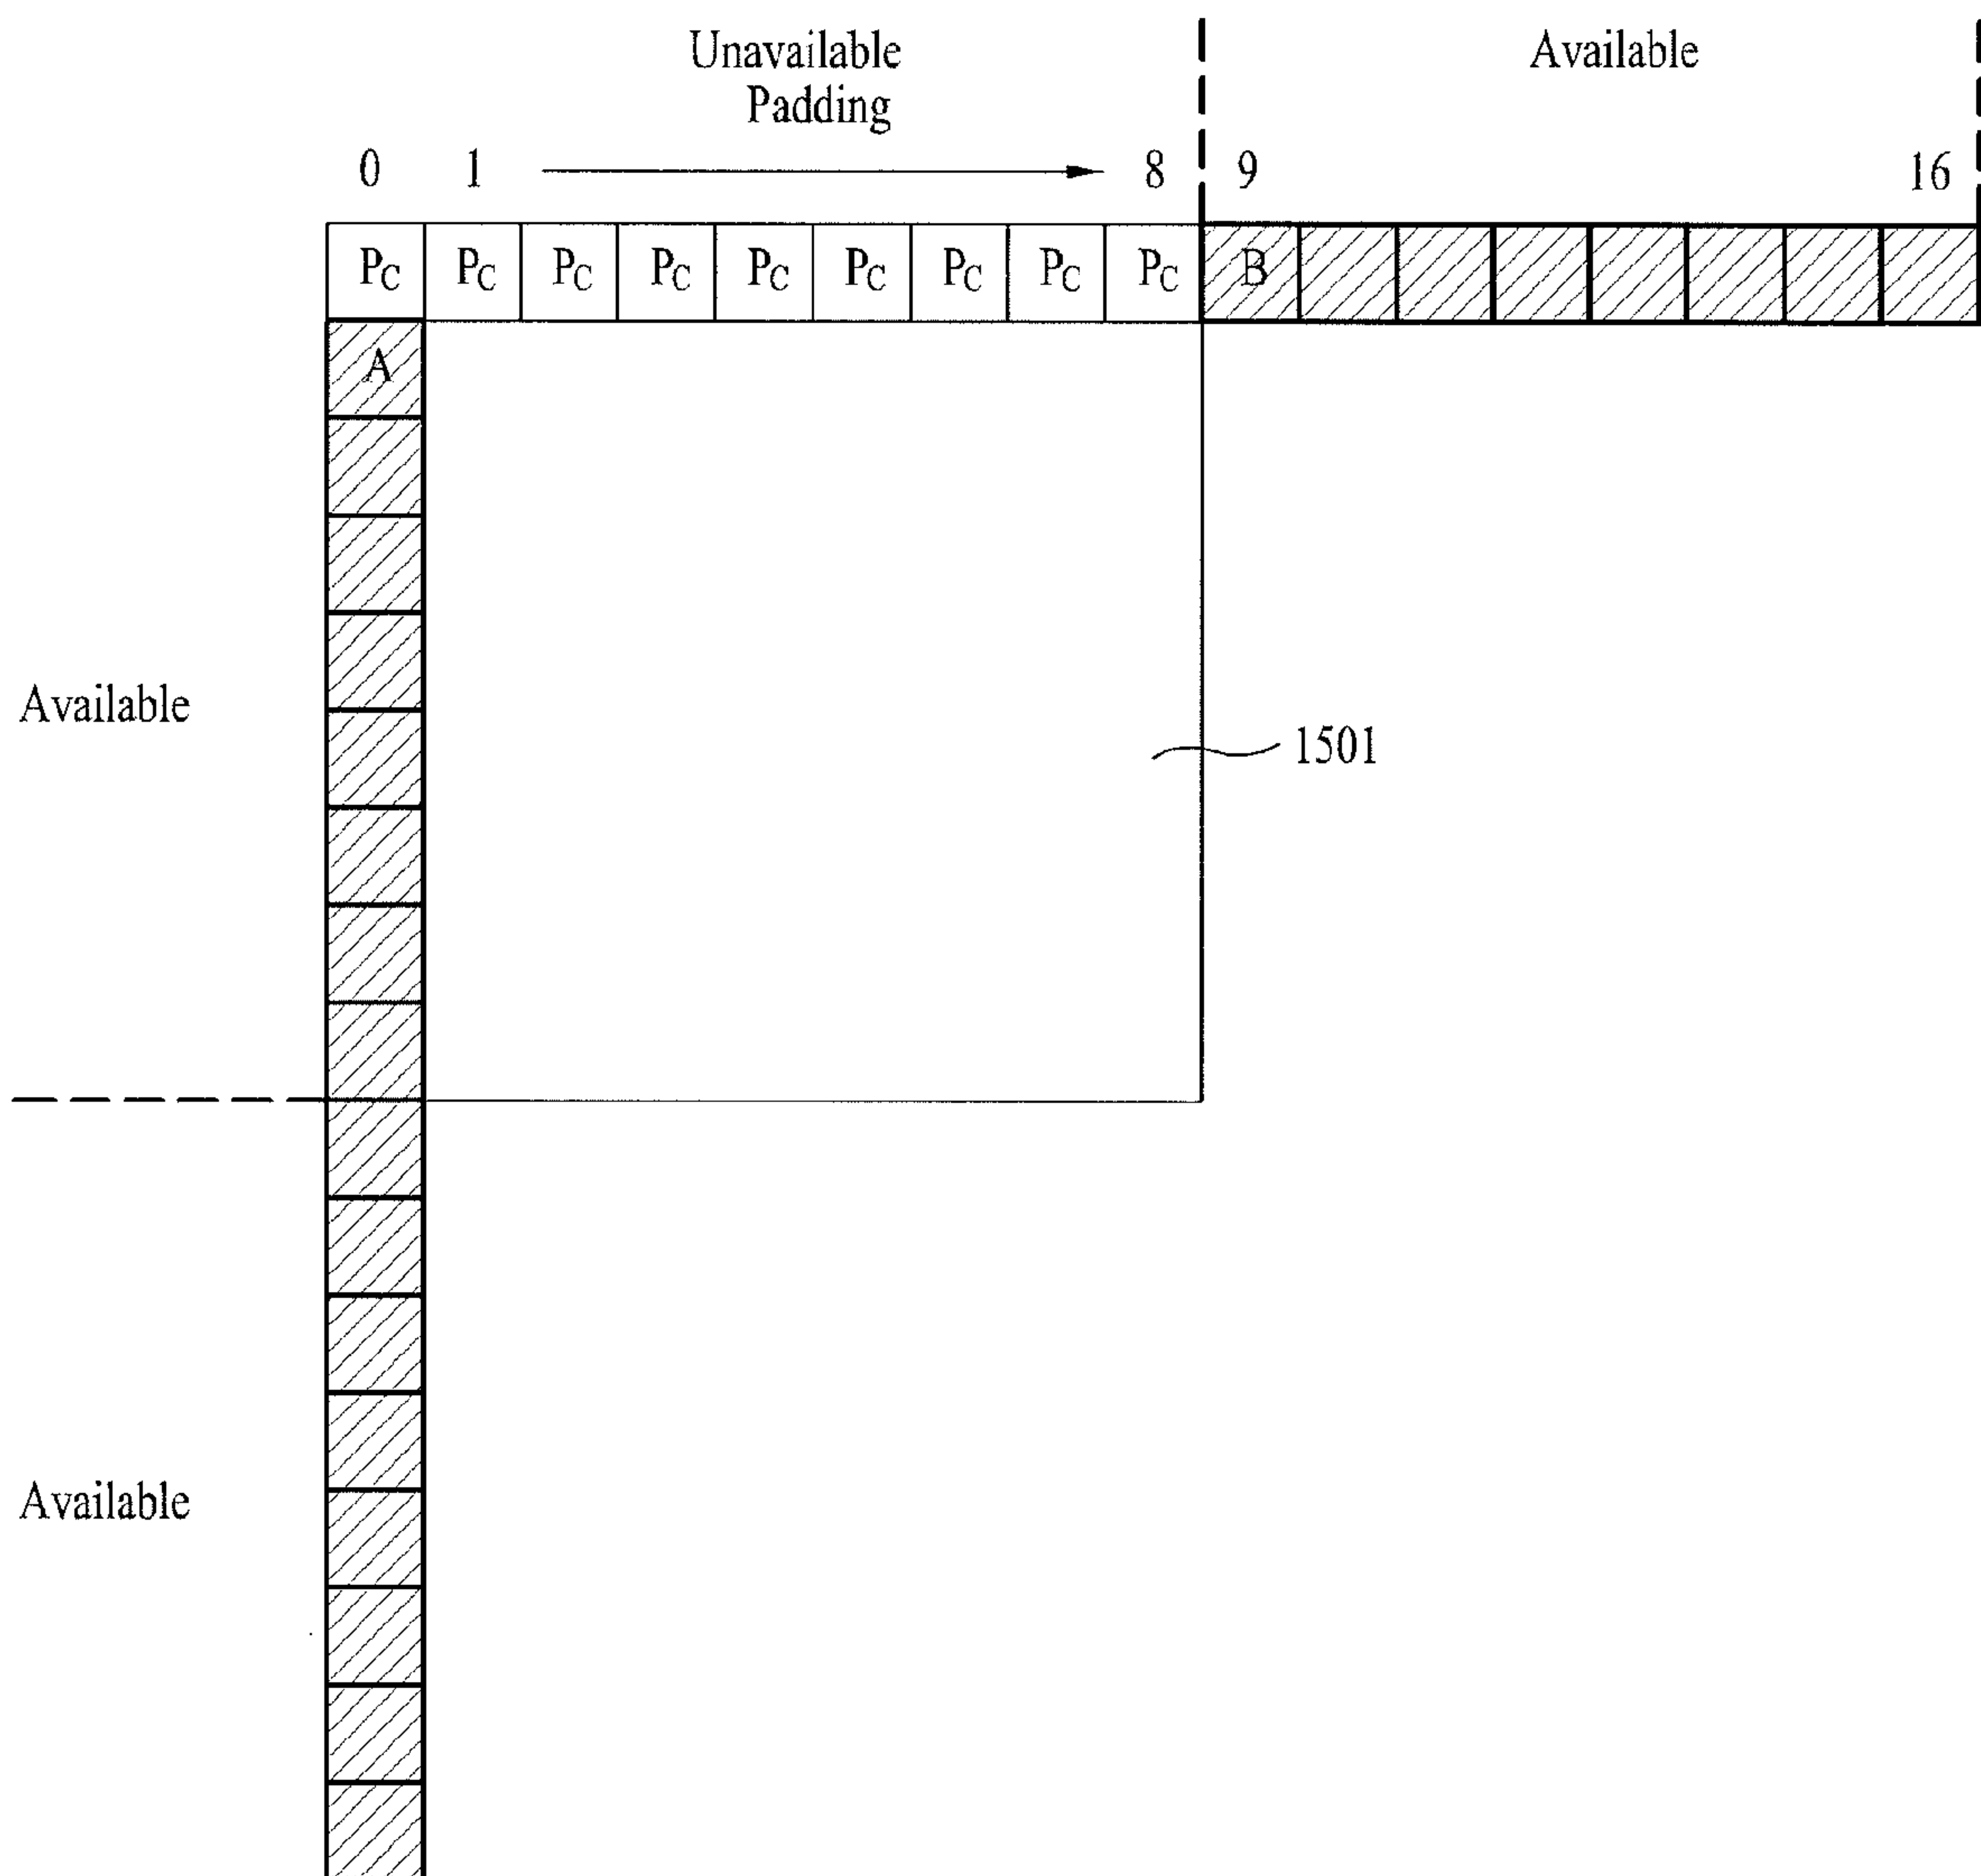 Unavailable Available
Padding
0 1 8 9 16
PC PC PC PC PC PC PC PC PC B
A
Available
1501
Available